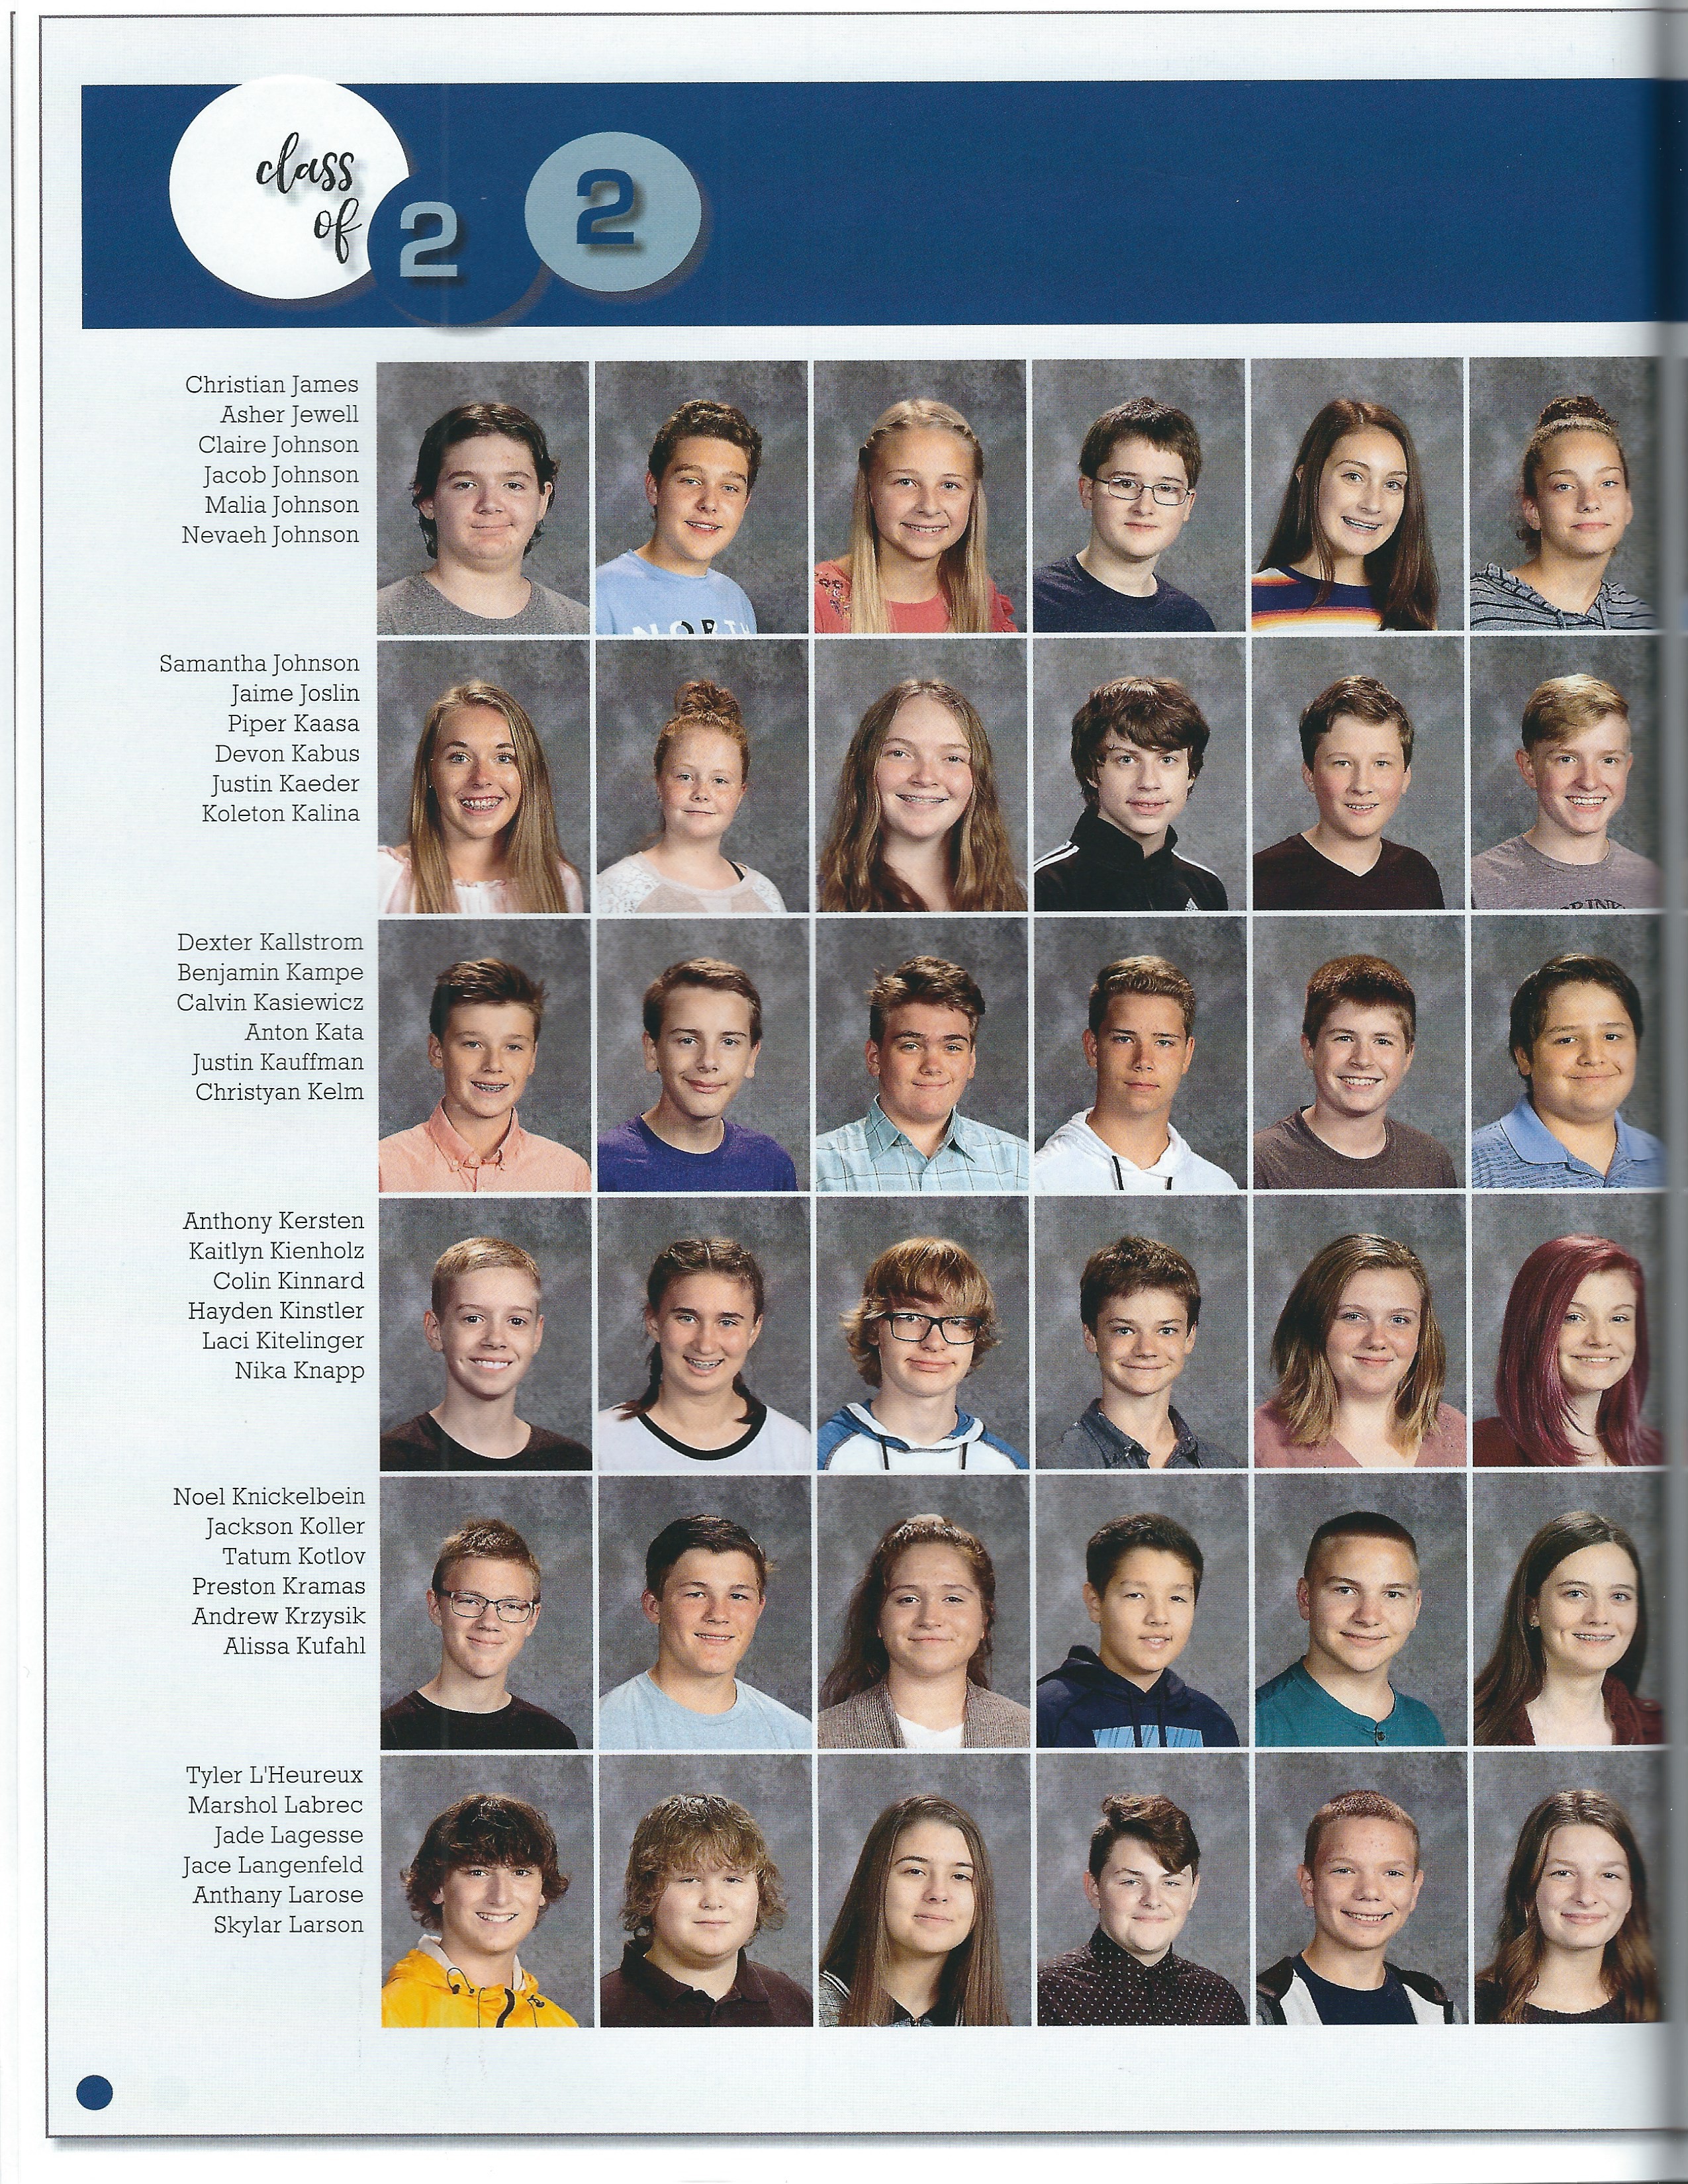 class
of
2 2
Christian James
Asher Jewell
Claire Johnson
Jacob Johnson
Malia Johnson
Nevaeh Johnson
NORTH
Samantha Johnson
Jaime Joslin
Piper Kaasa
Devon Kabus
Justin Kaeder
Koleton Kalina
Dexter Kallstrom
Benjamin Kampe
Calvin Kasiewicz
Anton Kata
Justin Kauffman
Christyan Kelm
Anthony Kersten
Kaitlyn Kienholz
Colin Kinnard
Hayden Kinstler
Laci Kitelinger
Nika Knapp
Noel Knickelbein
Jackson Koller
Tatum Kotlov
Preston Kramas
Andrew Krzysik
Alissa Kufahl
Tyler L'Heureux
Marshol Labrec
Jade Lagesse
Jace Langenfeld
Anthany Larose
Skylar Larson